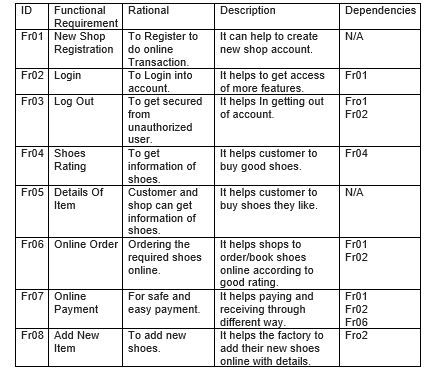 ID Functional Requirement Rational Description Dependencies
Fr01 New Shop Registration To Register to do online Transaction. It can help to create new shop account. N/A
Fr02 Login To Login into account. It helps to get access of more features. Fr01
Fr03 Log Out To get secured from unauthorized user. It helps In getting out of account. Fro1 Fr02
Fr04 Shoes Rating To get information of shoes. It helps customer to buy good shoes. Fr04
Fr05 Details Of Item Customer and shop can get information of shoes. It helps customer to buy shoes they like. N/A
Fr06 Online Order Ordering the required shoes online. It helps shops to order/book shoes online according to good rating. Fr01 Fr02
Fr07 Online Payment For safe and easy payment. It helps paying and receiving through different way. Fr01 Fr02 Fr06
Fr08 Add New Item To add new shoes. It helps the factory to add their new shoes online with details. Fro2